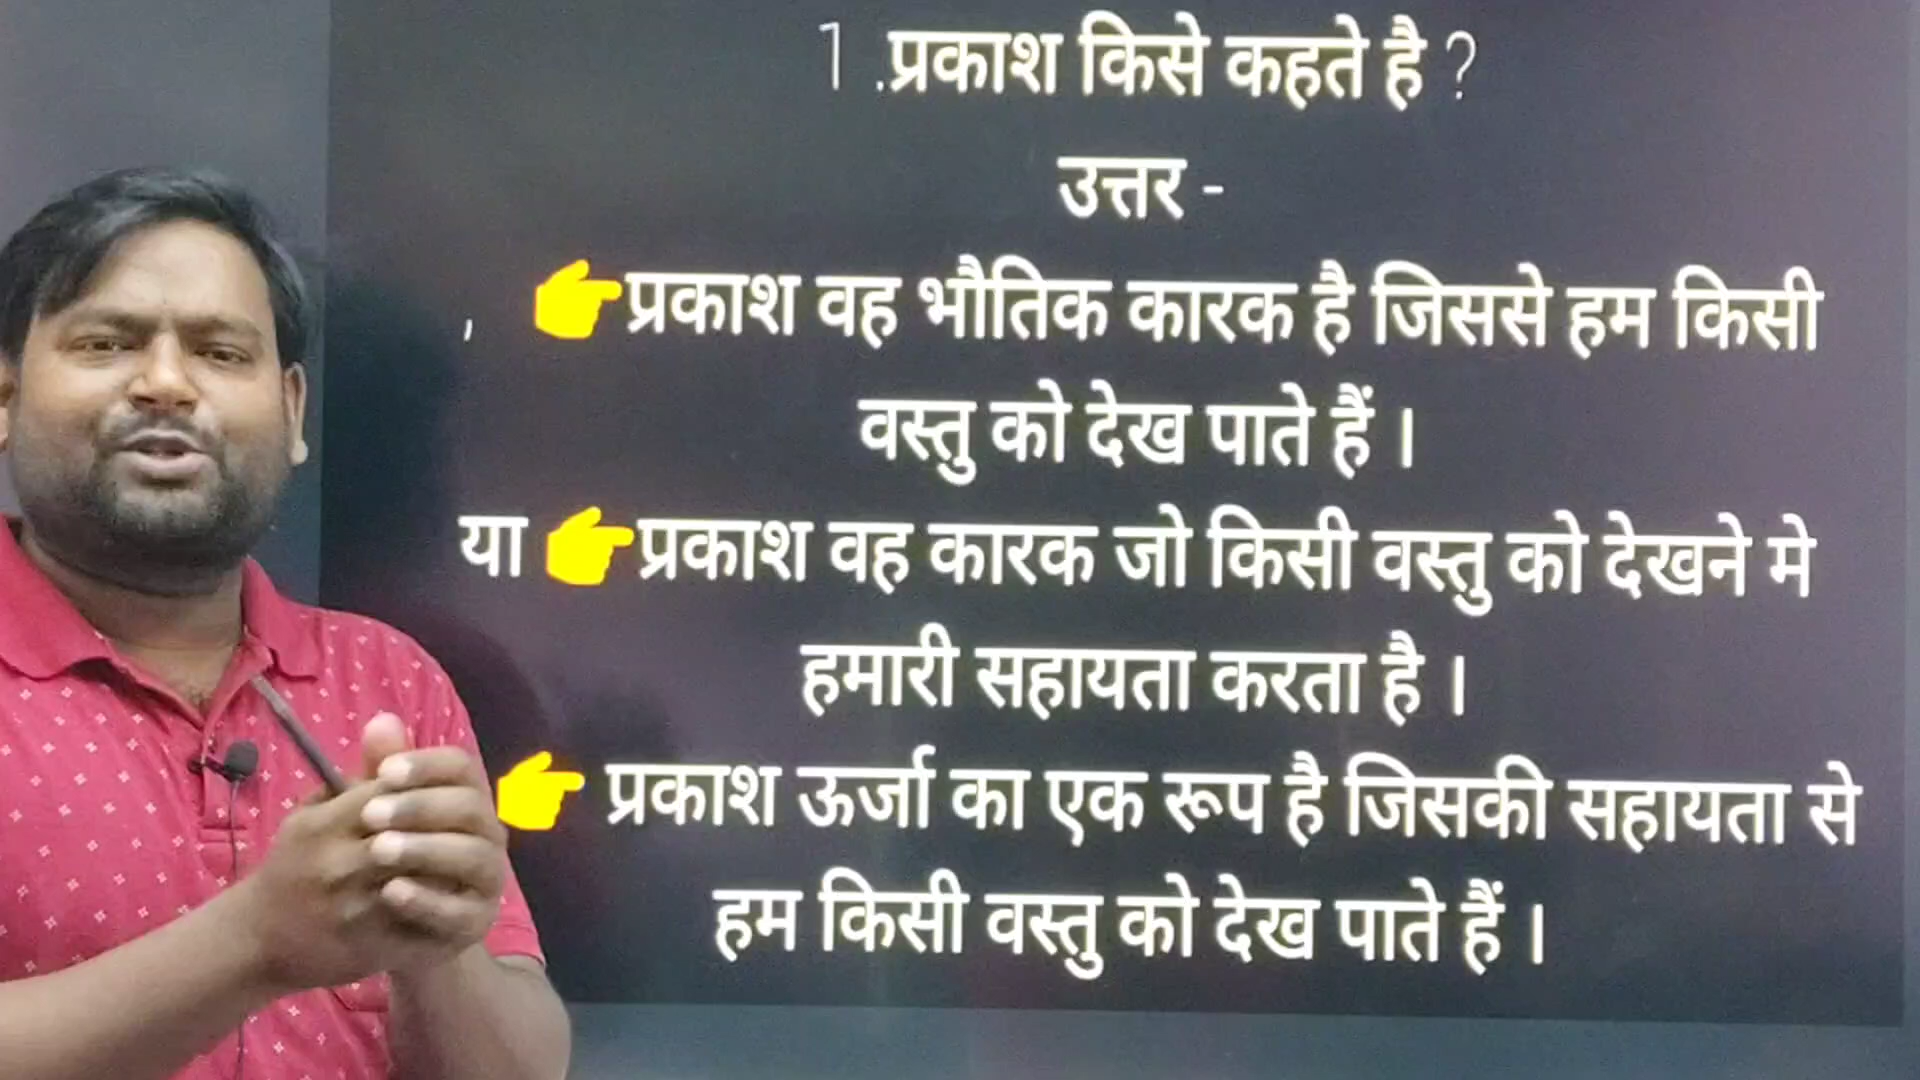 1 .प्रकाश किसे कहते है ?
उत्तर -
, 👉प्रकाश वह भौतिक कारक है जिससे हम किसी
वस्तु को देख पाते हैं ।
या 👉प्रकाश वह कारक जो किसी वस्तु को देखने मे
हमारी सहायता करता है ।
👉 प्रकाश ऊर्जा का एक रूप है जिसकी सहायता से
हम किसी वस्तु को देख पाते हैं ।